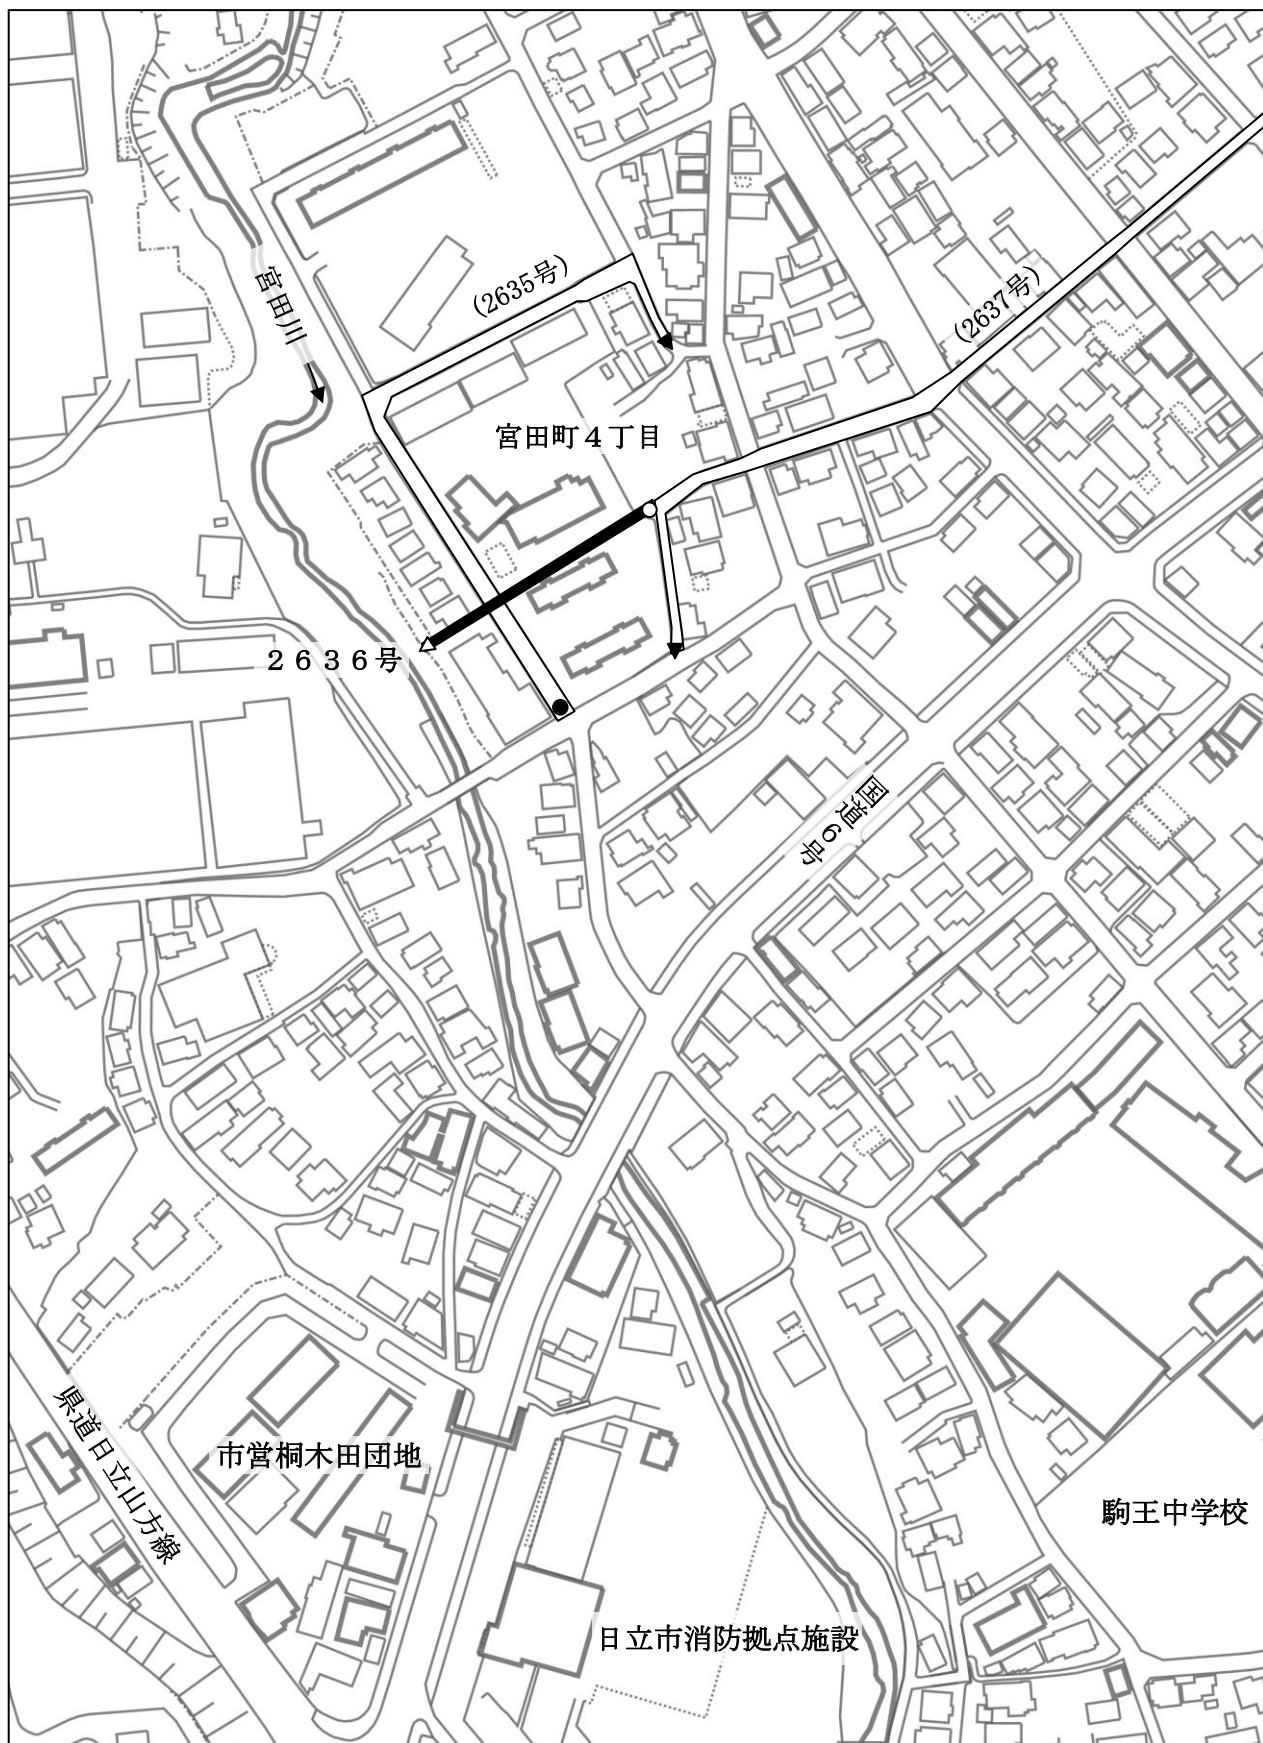 宮田川
(2635号)
(2637号)
宮田町４丁目
２６３６号
国道６号
県道日立山方線
市営桐木田団地
駒王中学校
日立市消防拠点施設